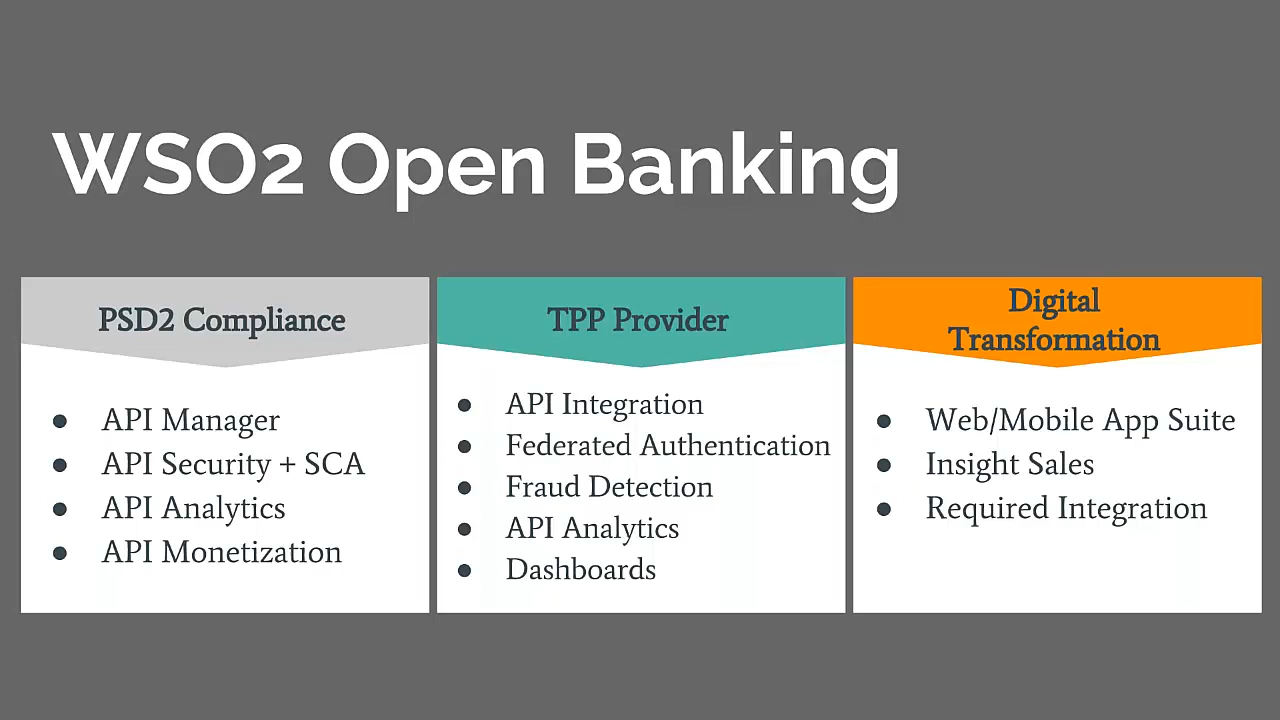 WSO2 Open Banking
PSD2 Compliance
● API Manager
● API Security + SCA
● API Analytics
● API Monetization
TPP Provider
● API Integration
● Federated Authentication
● Fraud Detection
● API Analytics
● Dashboards
Digital
Transformation
● Web/Mobile App Suite
● Insight Sales
● Required Integration